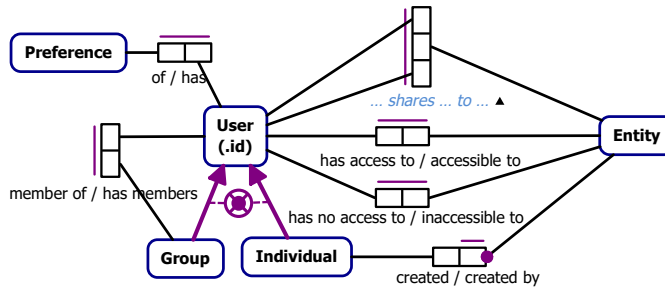 Preference
of / has
... shares ... to ... ▲
User
(.id)
Entity
has access to / accessible to
member of / has members
has no access to / inaccessible to
Group
Individual
created / created by